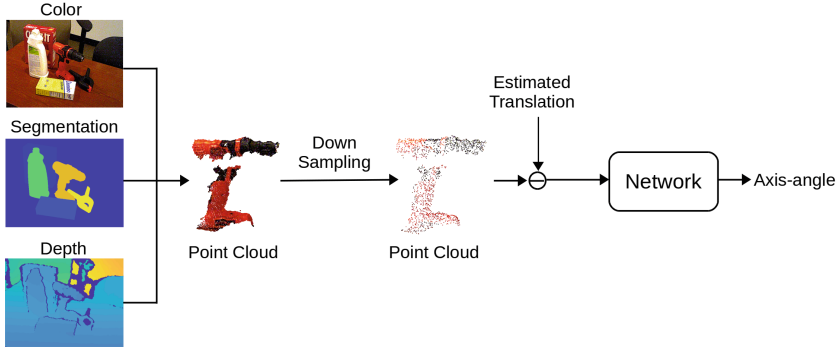 Color
Segmentation
Depth
Point Cloud
Down
Sampling
Point Cloud
Estimated
Translation
Network
Axis-angle